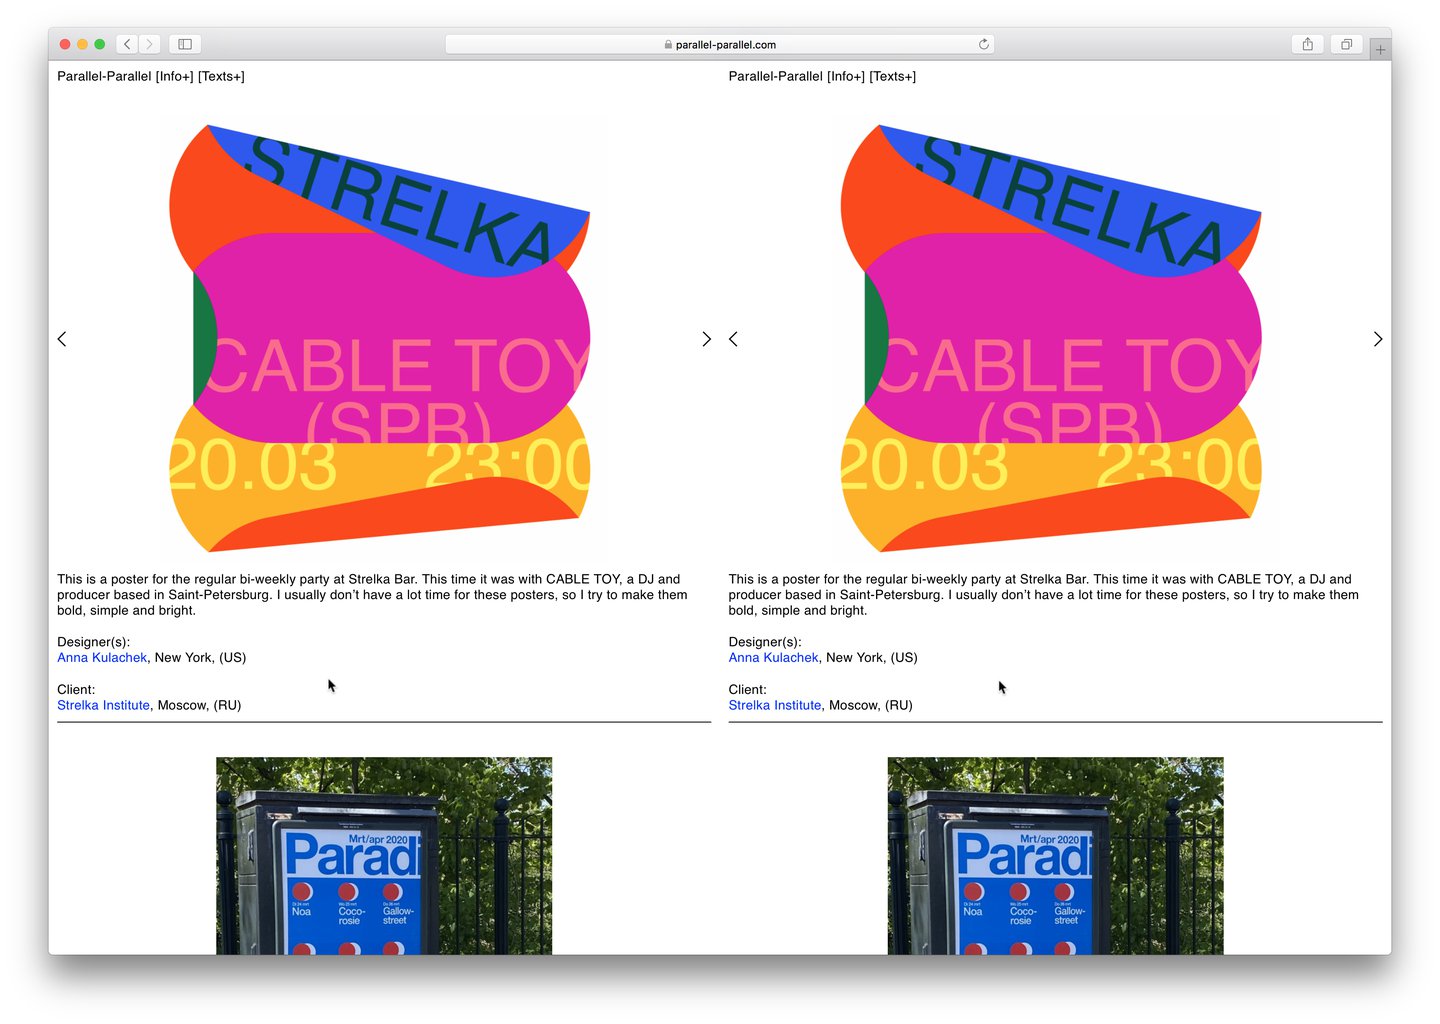 parallel-parallel.com
Parallel-Parallel [Info+] [Texts+]
STRELKA
CABLE TOY
(SPB)
20.03 23:00
This is a poster for the regular bi-weekly party at Strelka Bar. This time it was with CABLE TOY, a DJ and
producer based in Saint-Petersburg. I usually don’t have a lot time for these posters, so I try to make them
bold, simple and bright.
Designer(s):
Anna Kulachek, New York, (US)
Client:
Strelka Institute, Moscow, (RU)
Mrt/apr 2020
Paradi
Noa
Coco-
rosie
Gallow-
street
Parallel-Parallel [Info+] [Texts+]
STRELKA
CABLE TOY
(SPB)
20.03 23:00
This is a poster for the regular bi-weekly party at Strelka Bar. This time it was with CABLE TOY, a DJ and
producer based in Saint-Petersburg. I usually don’t have a lot time for these posters, so I try to make them
bold, simple and bright.
Designer(s):
Anna Kulachek, New York, (US)
Client:
Strelka Institute, Moscow, (RU)
Mrt/apr 2020
Paradi
Noa
Coco-
rosie
Gallow-
street